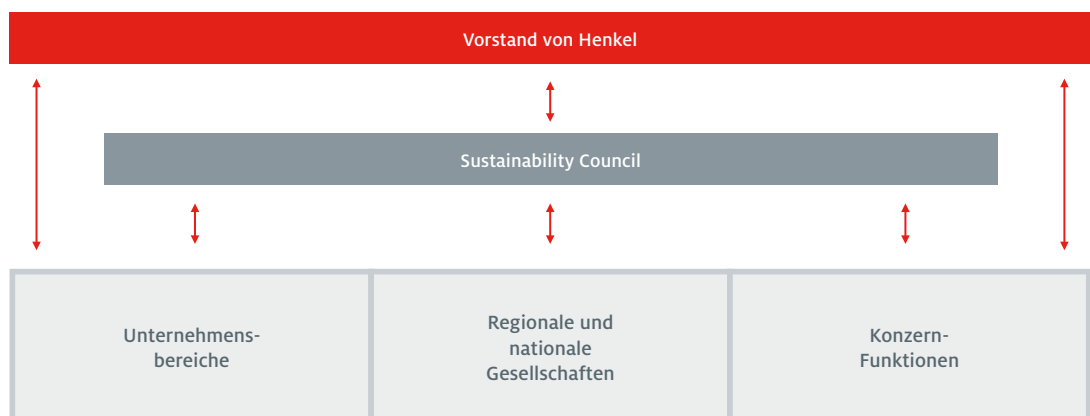 Vorstand von Henkel
Sustainability Council
Unternehmens-
bereiche
Regionale und
nationale
Gesellschaften
Konzern-
Funktionen